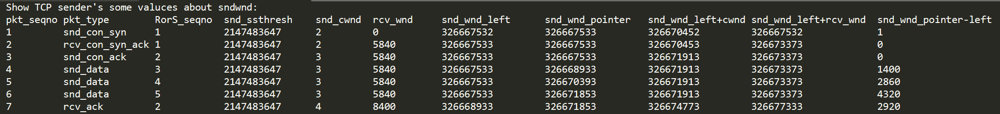 Show TCP sender's some valuces about sndwnd:
pkt_seqno pkt_type RorS_seqno snd_ssthresh snd_cwnd rcv_wnd snd_wnd_left snd_wnd_pointer snd_wnd_left+cwnd snd_wnd_left+rcv_wnd snd_wnd_pointer-left
1 snd_con_syn 1 2147483647 2 0 326667532 326667533 326670452 326667532 1
2 rcv_con_syn_ack 1 2147483647 2 5840 326667533 326667533 326670453 326673373 0
3 snd_con_ack 2 2147483647 3 5840 326667533 326667533 326671913 326673373 0
4 snd_data 3 2147483647 3 5840 326667533 326668933 326671913 326673373 1400
5 snd_data 4 2147483647 3 5840 326667533 326670393 326671913 326673373 2860
6 snd_data 5 2147483647 3 5840 326667533 326671853 326671913 326673373 4320
7 rcv_ack 2 2147483647 4 8400 326668933 326671853 326674773 326677333 2920